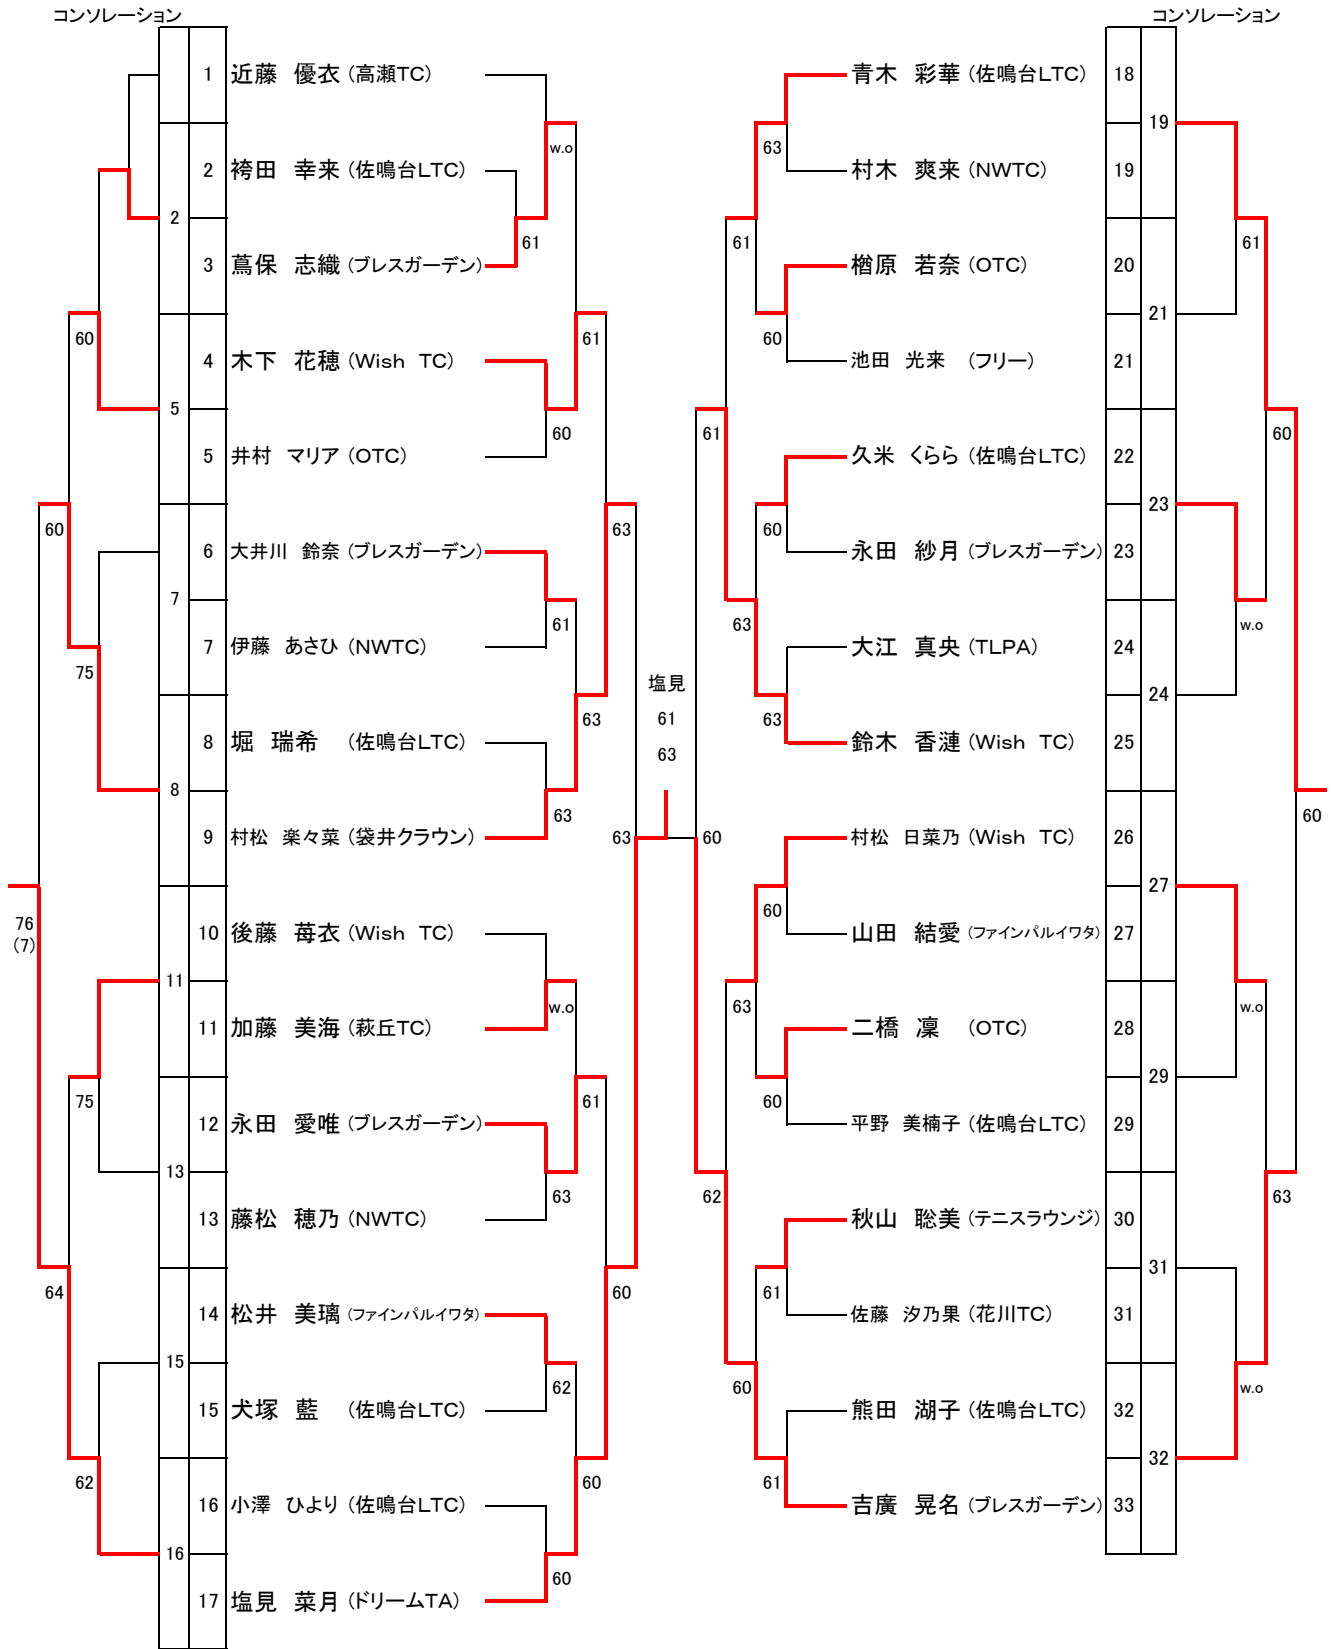 コンソレーション
コンソレーション
1 近藤 優衣 (高瀬TC)
2 袴田 幸来 (佐鳴台LTC)
3 蔦保 志織 (ブレスガーデン)
4 木下 花穂 (Wish TC)
5 井村 マリア (OTC)
6 大井川 鈴奈 (ブレスガーデン)
7 伊藤 あさひ (NWTC)
8 堀 瑞希 (佐鳴台LTC)
9 村松 楽々菜 (袋井クラウン)
10 後藤 苺衣 (Wish TC)
11 加藤 美海 (萩丘TC)
12 永田 愛唯 (ブレスガーデン)
13 藤松 穂乃 (NWTC)
14 松井 美璃 (ファインパルイワタ)
15 犬塚 藍 (佐鳴台LTC)
16 小澤 ひより (佐鳴台LTC)
17 塩見 菜月 (ドリームTA)
2
5
7
8
11
13
15
16
60
75
75
62
60
64
76
(7)
61
w.o
60
61
63
w.o
63
62
60
61
63
61
60
63
60
63
塩見
61
63
60
61
62
61
63
63
60
63
60
60
63
60
60
61
61
青木 彩華 (佐鳴台LTC) 18
村木 爽来 (NWTC) 19
楢原 若奈 (OTC) 20
池田 光来 (フリー) 21
久米 くらら (佐鳴台LTC) 22
永田 紗月 (ブレスガーデン) 23
大江 真央 (TLPA) 24
鈴木 香漣 (Wish TC) 25
村松 日菜乃 (Wish TC) 26
山田 結愛 (ファインパルイワタ) 27
二橋 凜 (OTC) 28
平野 美楠子 (佐鳴台LTC) 29
秋山 聡美 (テニスラウンジ) 30
佐藤 汐乃果 (花川TC) 31
熊田 湖子 (佐鳴台LTC) 32
吉廣 晃名 (ブレスガーデン) 33
19
21
23
24
27
29
31
32
61
w.o
w.o
w.o
60
63
60